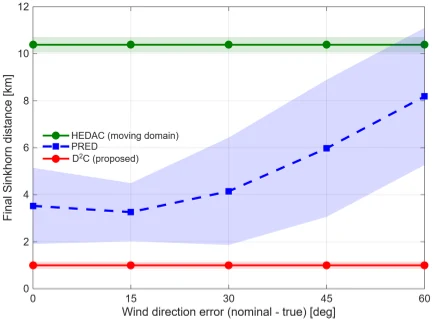 12
10
8
6
4
2
0
Final Sinkhorn distance [km]
HEDAC (moving domain)
PRED
D²C (proposed)
0 15 30 45 60
Wind direction error (nominal - true) [deg]